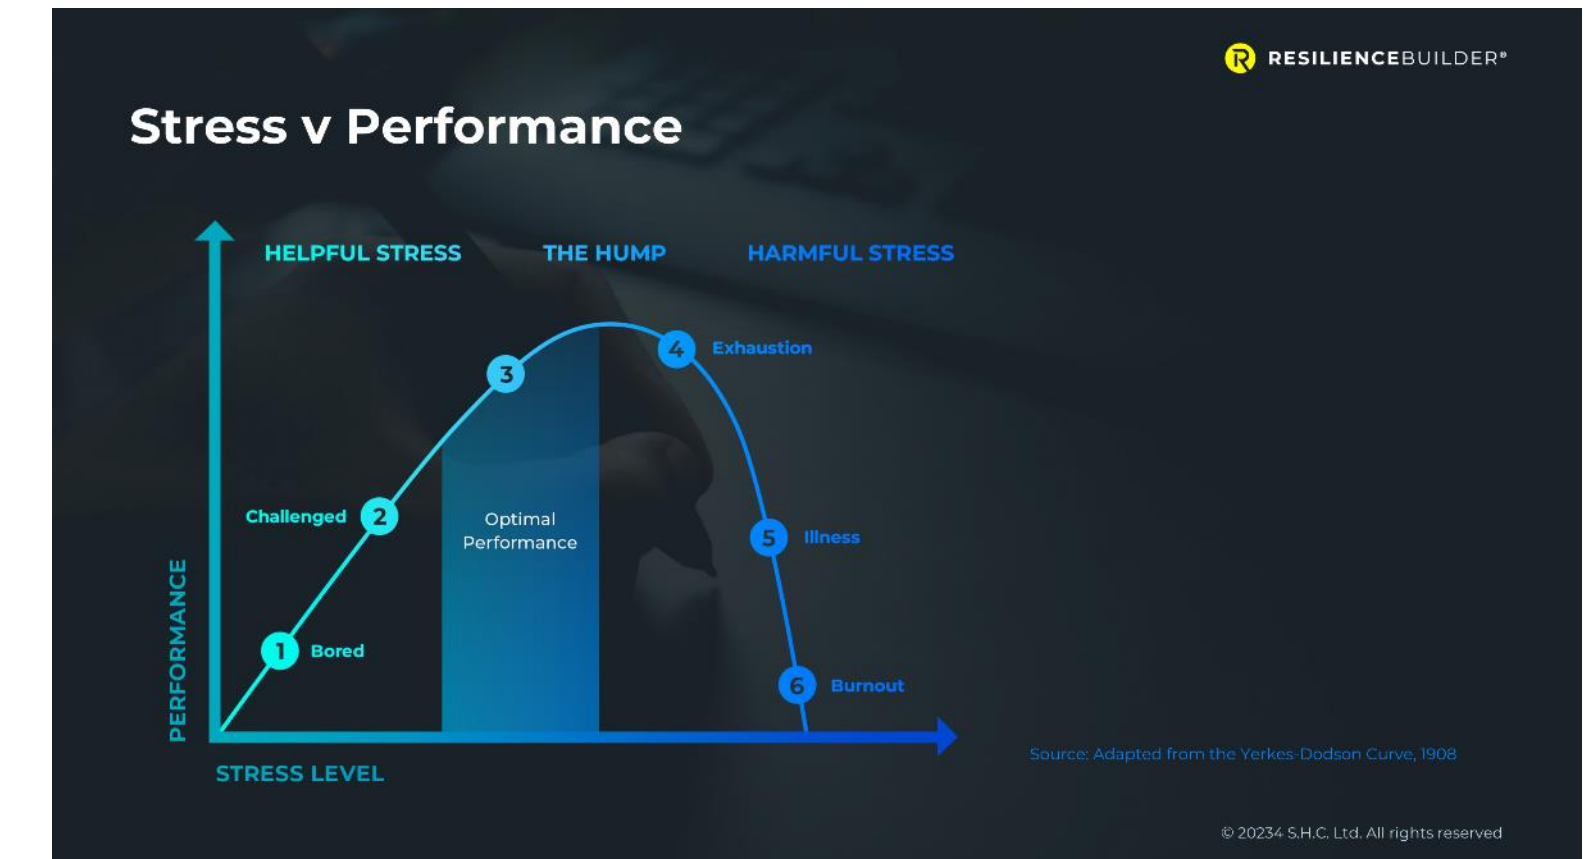 RESILIENCEBUILDER®
Stress v Performance
HELPFUL STRESS
THE HUMP
HARMFUL STRESS
4 Exhaustion
3
Challenged 2
Optimal
Performance
5 Illness
1 Bored
6 Burnout
PERFORMANCE
STRESS LEVEL
Source: Adapted from the Yerkes-Dodson Curve, 1908
© 20234 S.H.C. Ltd. All rights reserved